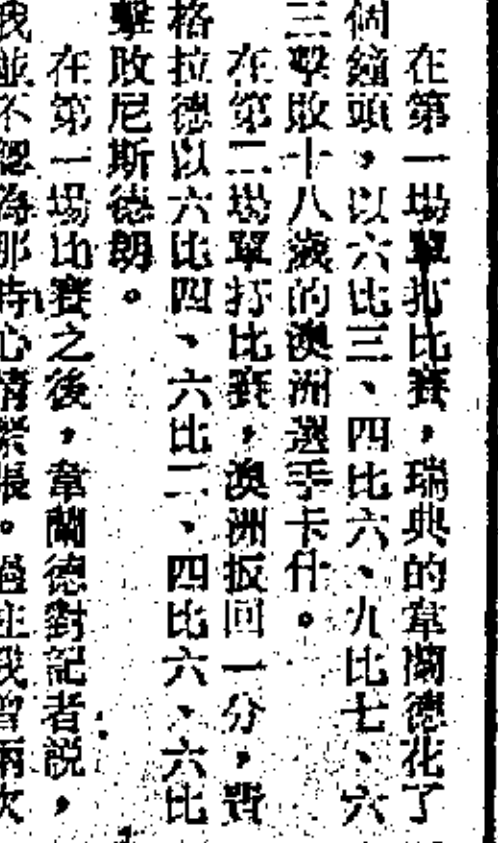 在第一場單打比賽，瑞典的韋蘭德花了
個鐘頭，以六比三、四比六、九比七、六
三擊敗十八歲的澳洲選手卡什。
在第二場單打比賽，澳洲扳回一分，費
格拉德以六比四、六比二、四比六、六比
擊敗尼斯德朗。
在第一場比賽之後，韋蘭德對記者説，
我並不認為那時心情緊張。過往我曾兩次